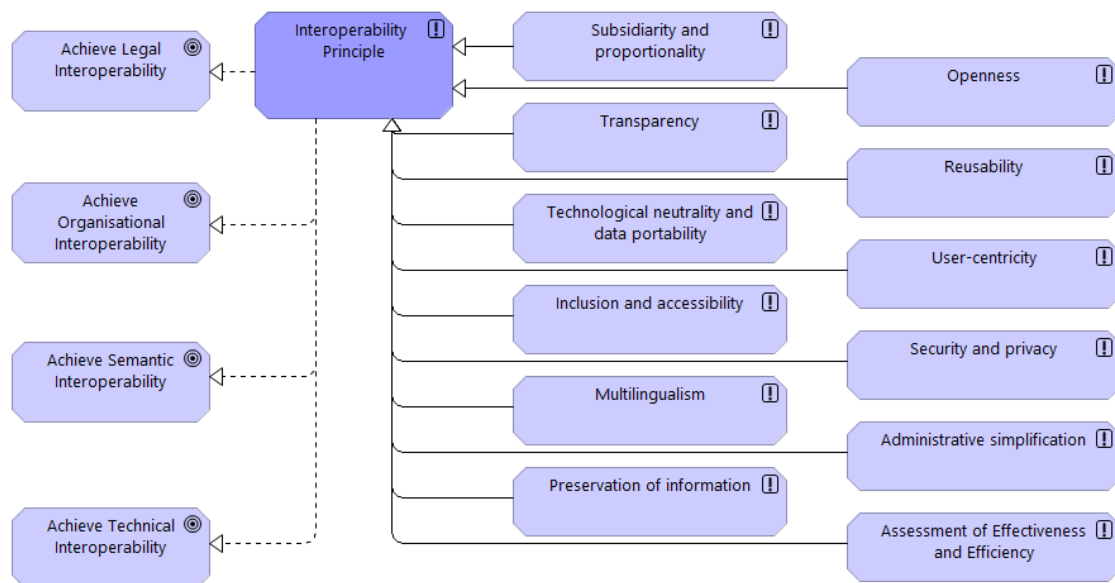 Achieve Legal
Interoperability
Interoperability
Principle
Subsidiarity and
proportionality
Openness
Transparency
Achieve
Organisational
Interoperability
Reusability
Technological neutrality and
data portability
User-centricity
Inclusion and accessibility
Achieve Semantic
Interoperability
Security and privacy
Multilingualism
Administrative simplification
Preservation of information
Achieve Technical
Interoperability
Assessment of Effectiveness
and Efficiency